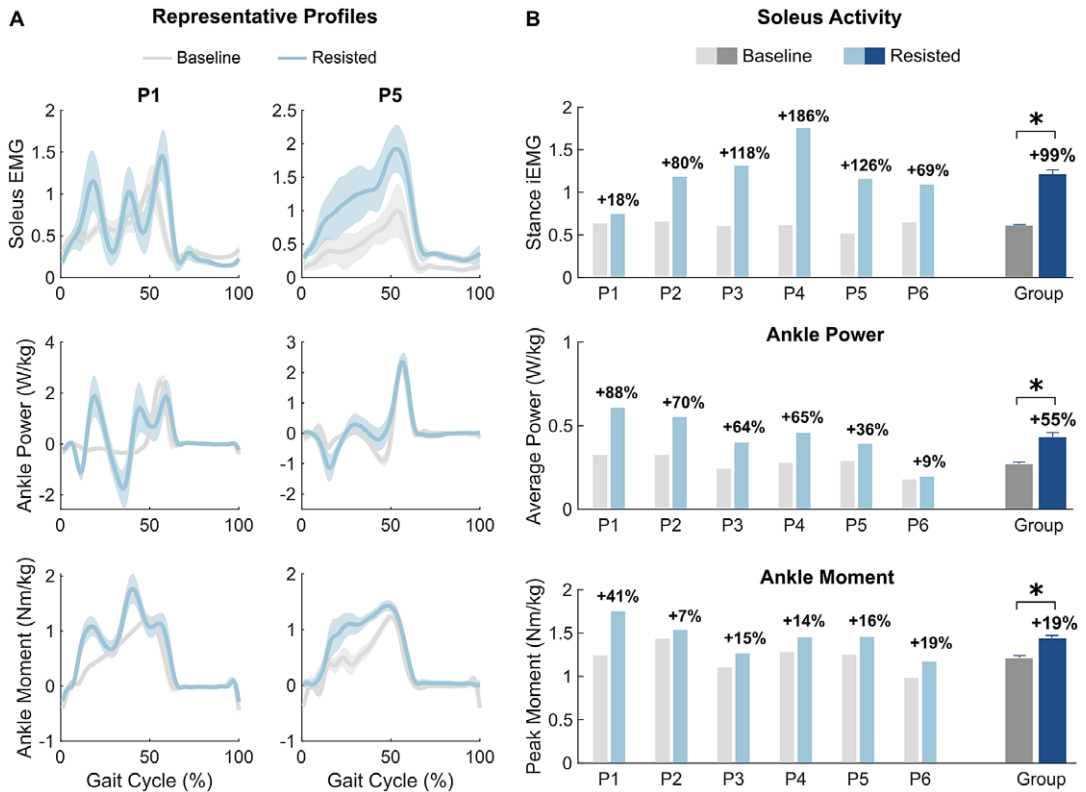 A
Representative Profiles
Baseline
Resisted
P1
P5
Soleus EMG
2
1.5
1
0.5
0
0
50
100
2.5
2
1.5
1
0.5
0
0
50
100
Ankle Power (W/kg)
4
2
0
-2
0
50
100
3
2
1
0
-1
-2
0
50
100
Ankle Moment (Nm/kg)
2
1
0
-1
0
50
100
2
1
0
-1
0
50
100
Gait Cycle (%)
Gait Cycle (%)
B
Soleus Activity
Baseline
Resisted
Stance iEMG
2
1.5
1
0.5
0
+18%
+80%
+118%
+186%
+126%
+69%
*
+99%
P1
P2
P3
P4
P5
P6
Group
Ankle Power
Average Power (W/kg)
1
0.5
0
+88%
+70%
+64%
+65%
+36%
+9%
*
+55%
P1
P2
P3
P4
P5
P6
Group
Ankle Moment
Peak Moment (Nm/kg)
2
1.5
1
0.5
0
+41%
+7%
+15%
+14%
+16%
+19%
*
+19%
P1
P2
P3
P4
P5
P6
Group